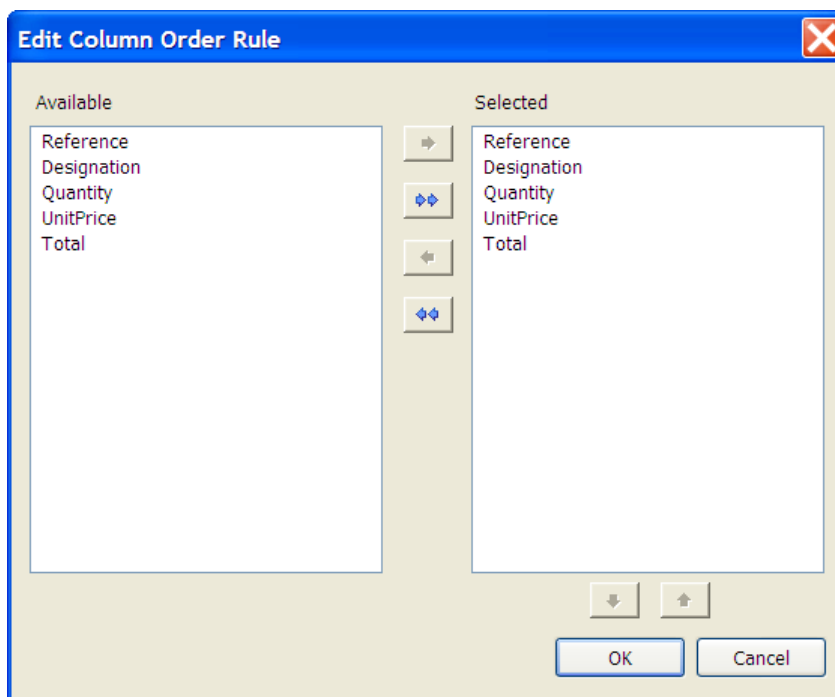 Edit Column Order Rule
Available
Reference
Designation
Quantity
UnitPrice
Total
Selected
Reference
Designation
Quantity
UnitPrice
Total
OK
Cancel